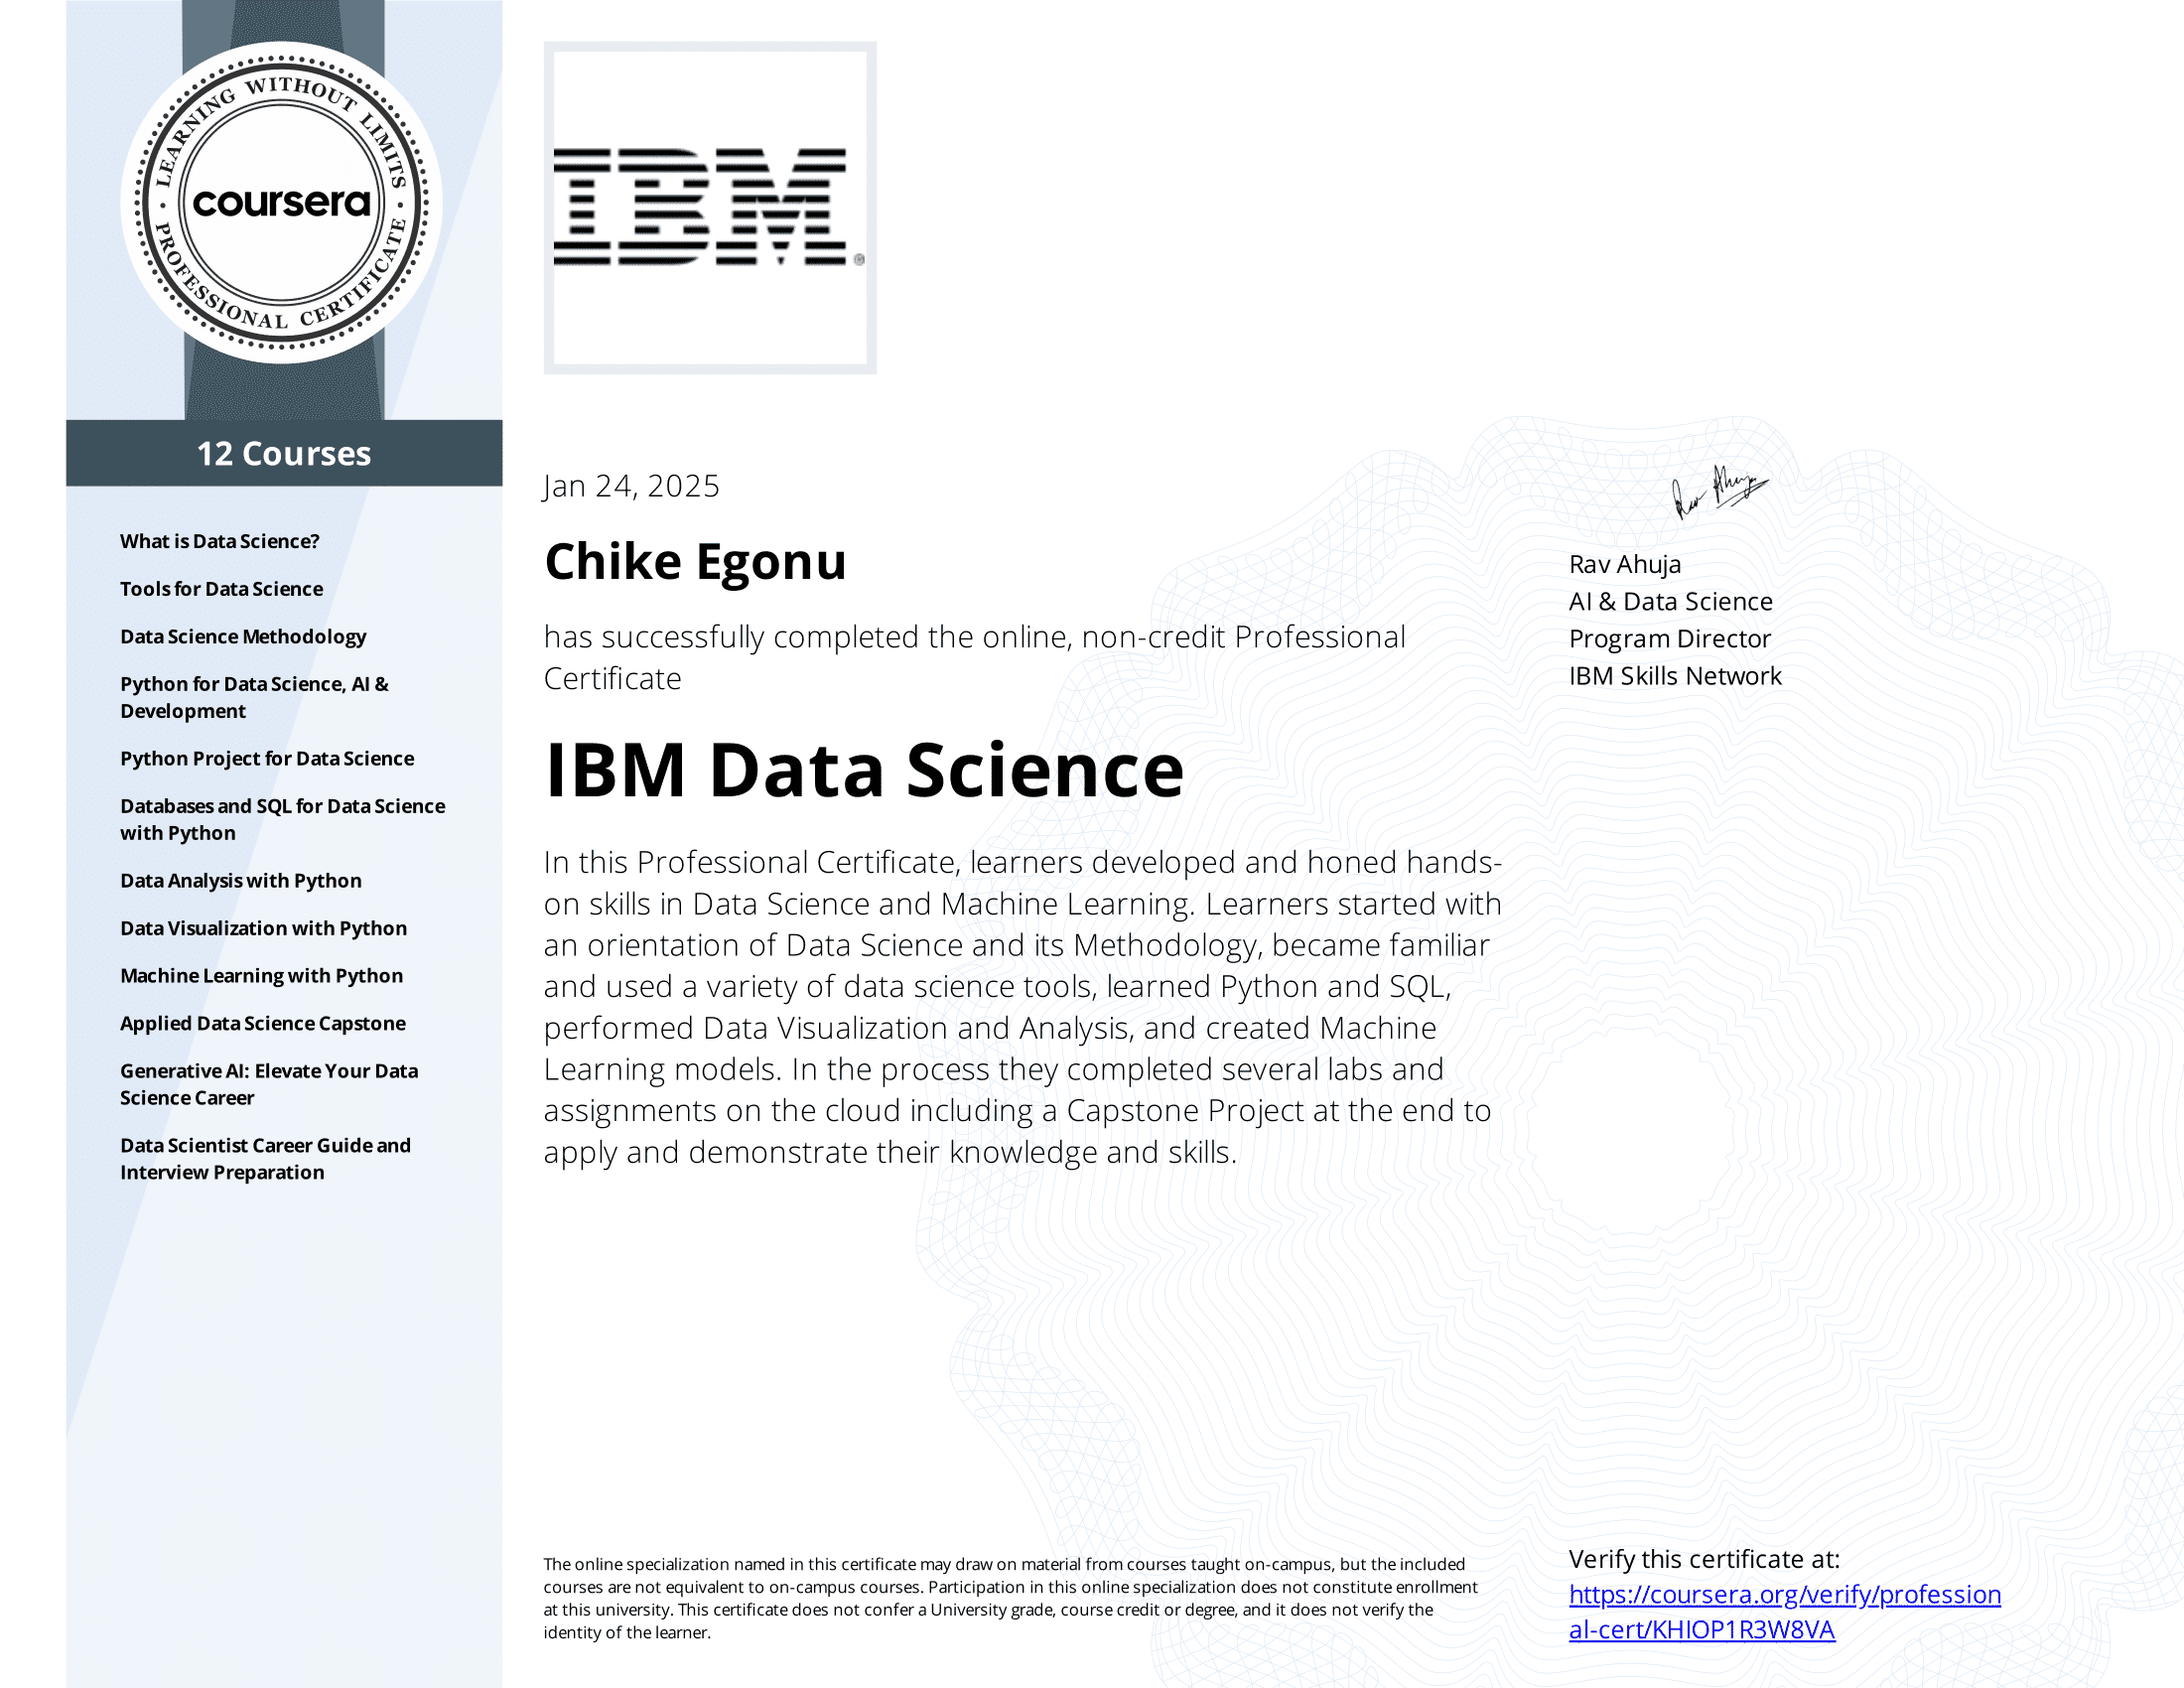 LEARNING WITHOUT LIMITS
coursera
PROFESSIONAL CERTIFICATE
12 Courses
What is Data Science?
Tools for Data Science
Data Science Methodology
Python for Data Science, AI &
Development
Python Project for Data Science
Databases and SQL for Data Science
with Python
Data Analysis with Python
Data Visualization with Python
Machine Learning with Python
Applied Data Science Capstone
Generative AI: Elevate Your Data
Science Career
Data Scientist Career Guide and
Interview Preparation
IBM®
Jan 24, 2025
Chike Egonu
has successfully completed the online, non-credit Professional
Certificate
IBM Data Science
In this Professional Certificate, learners developed and honed hands-
on skills in Data Science and Machine Learning. Learners started with
an orientation of Data Science and its Methodology, became familiar
and used a variety of data science tools, learned Python and SQL,
performed Data Visualization and Analysis, and created Machine
Learning models. In the process they completed several labs and
assignments on the cloud including a Capstone Project at the end to
apply and demonstrate their knowledge and skills.
Rav Ahuja
Rav Ahuja
AI & Data Science
Program Director
IBM Skills Network
The online specialization named in this certificate may draw on material from courses taught on-campus, but the included
courses are not equivalent to on-campus courses. Participation in this online specialization does not constitute enrollment
at this university. This certificate does not confer a University grade, course credit or degree, and it does not verify the
identity of the learner.
Verify this certificate at:
https://coursera.org/verify/profession
al-cert/KHIOP1R3W8VA